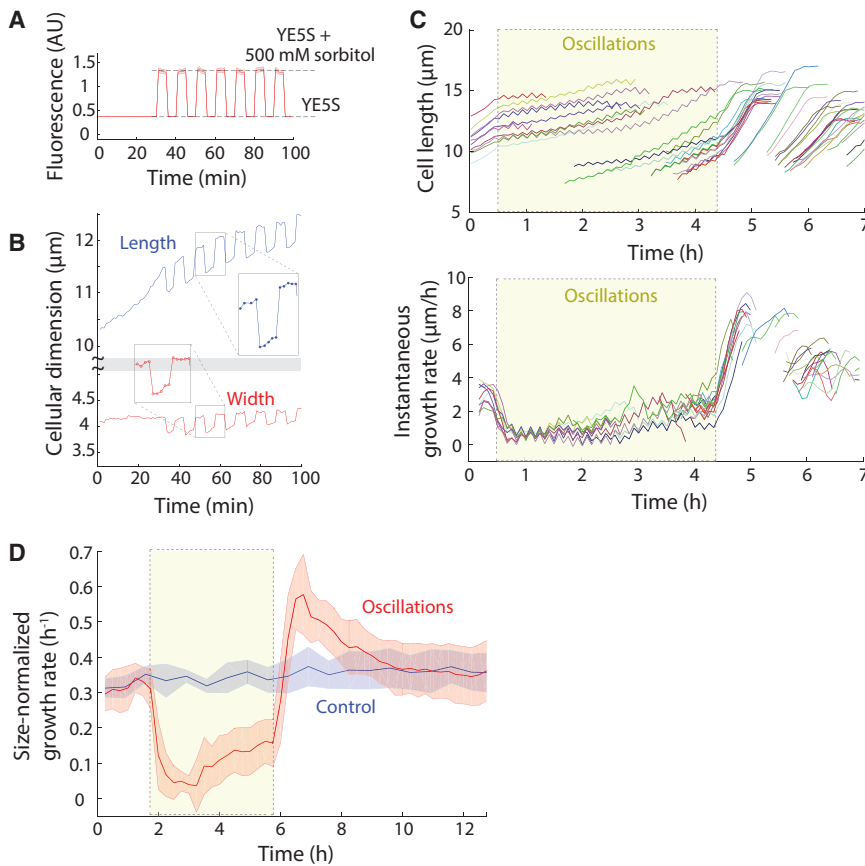 A
YE5S +
500 mM sorbitol
YE5S
Fluorescence (AU)
1.5
1
0.5
0
0 20 40 60 80 100
Time (min)
B
Length
Width
Cellular dimension (μm)
12
11
10
≈
4.5
4
3.5
0 20 40 60 80 100
Time (min)
C
Oscillations
Cell length (μm)
20
15
10
5
0 1 2 3 4 5 6 7
Time (h)
Oscillations
Instantaneous
growth rate (μm/h)
10
8
6
4
2
0
0 1 2 3 4 5 6 7
Time (h)
D
Oscillations
Control
Size-normalized
growth rate (h⁻¹)
0.7
0.6
0.5
0.4
0.3
0.2
0.1
0
0 2 4 6 8 10 12
Time (h)